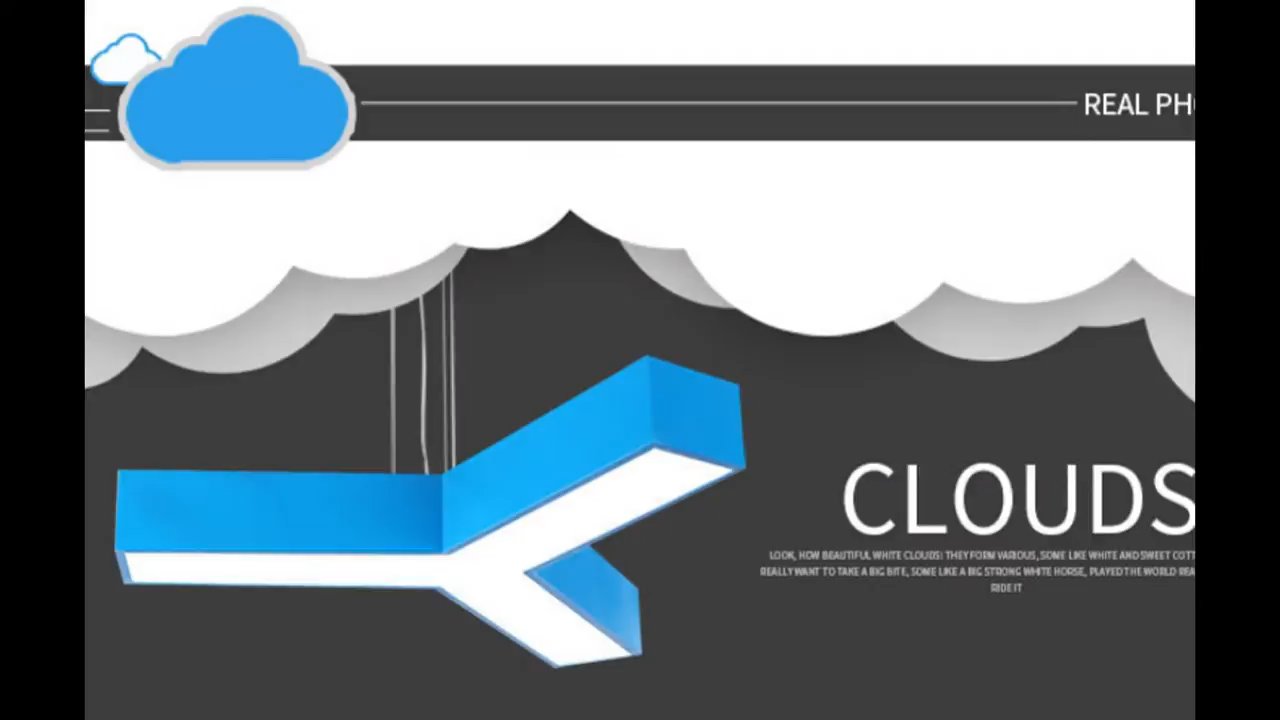 REAL PH
CLOUDS
LOOK, HOW BEAUTIFUL WHITE CLOUDS! THEY FORM VARIOUS, SOME LIKE WHITE AND SWEET COTT
REALLY WANT TO TAKE A BIG BITE, SOME LIKE A BIG STRONG WHITE HORSE, PLAYED THE WORLD REA
RIDE IT